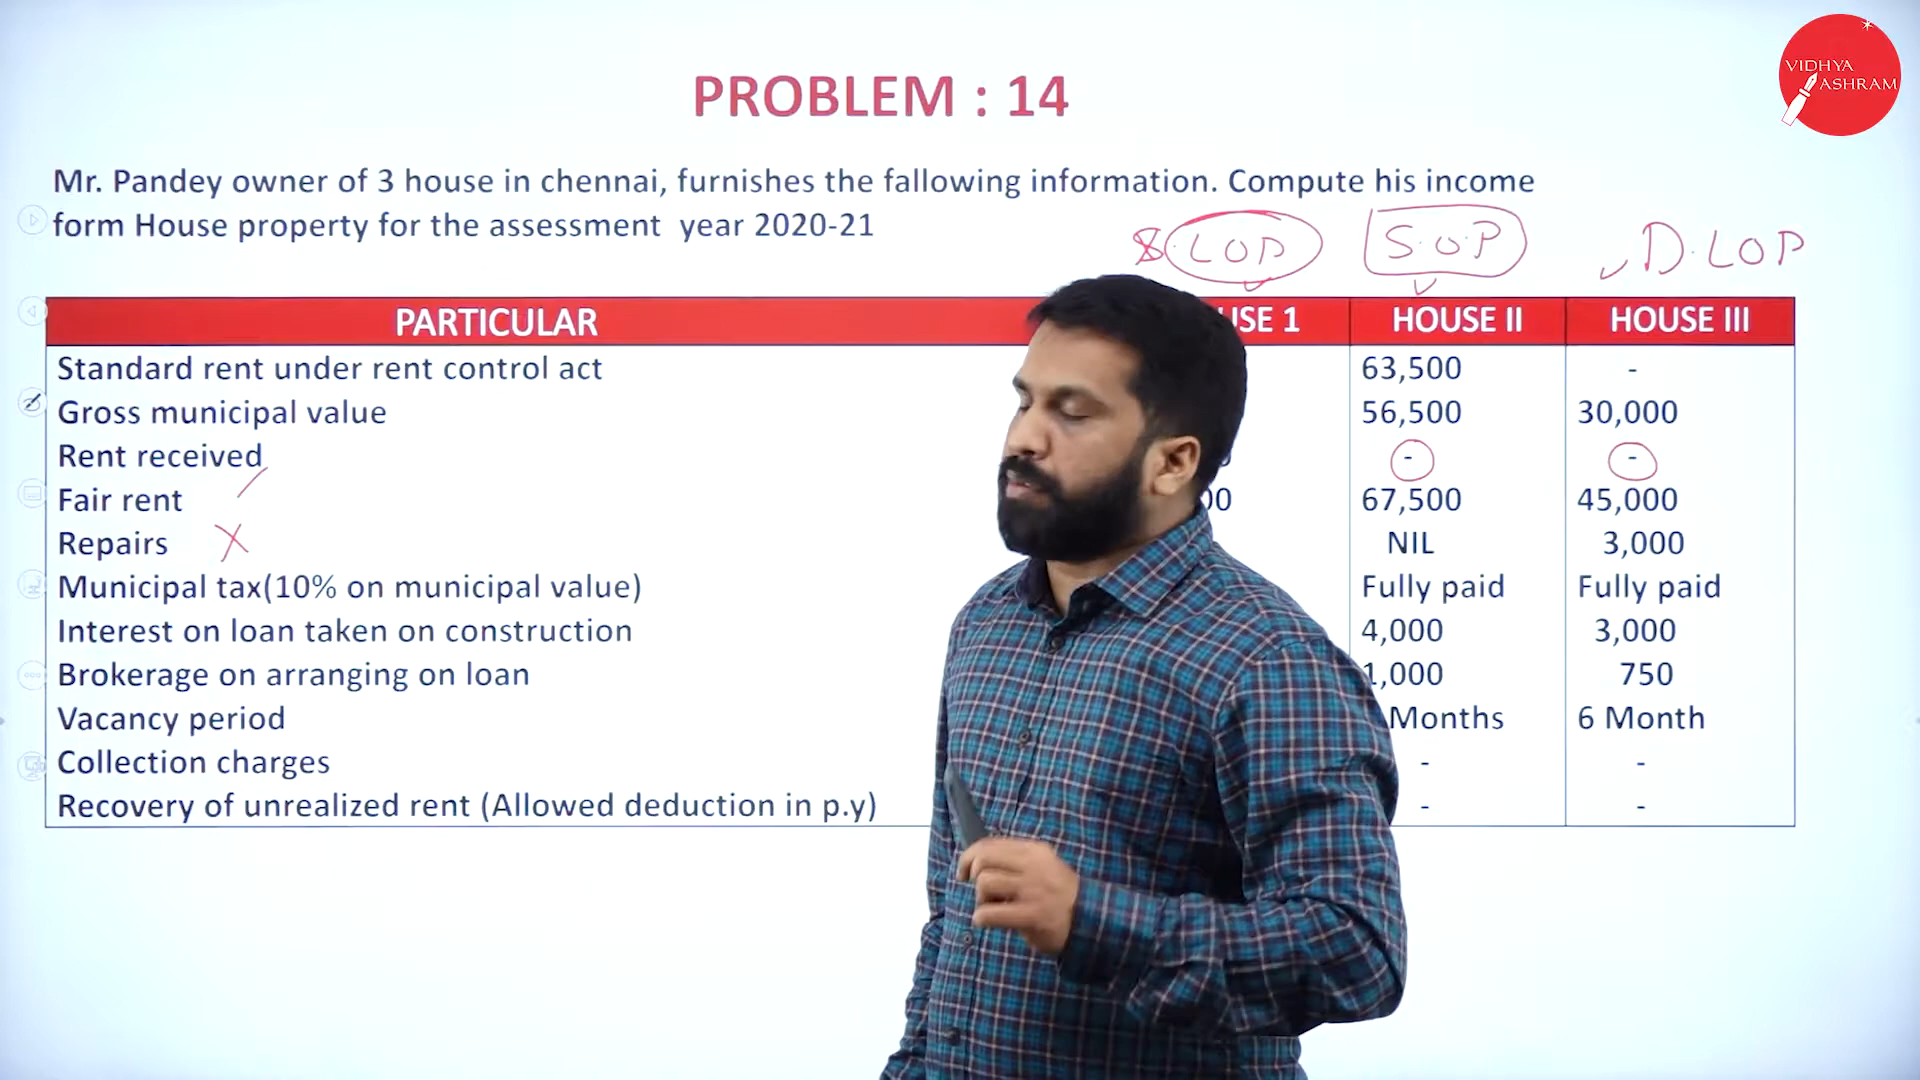 VIDHYA
ASHRAM
PROBLEM : 14
Mr. Pandey owner of 3 house in chennai, furnishes the fallowing information. Compute his income
form House property for the assessment year 2020-21
LOP S.O.P D.LOP
PARTICULAR USE 1 HOUSE II HOUSE III
Standard rent under rent control act 63,500 -
Gross municipal value 56,500 30,000
Rent received - -
Fair rent 00 67,500 45,000
Repairs NIL 3,000
Municipal tax(10% on municipal value) Fully paid Fully paid
Interest on loan taken on construction 4,000 3,000
Brokerage on arranging on loan 1,000 750
Vacancy period Months 6 Month
Collection charges - -
Recovery of unrealized rent (Allowed deduction in p.y) - -